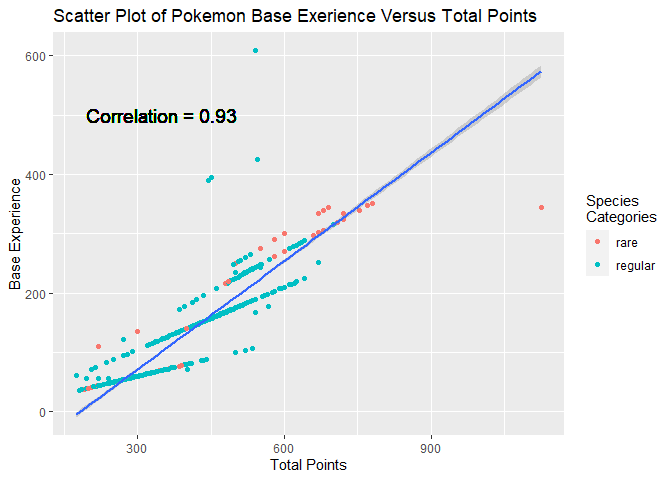 Scatter Plot of Pokemon Base Exerience Versus Total Points
600
Correlation = 0.93
400
Base Experience
200
0
300
600
900
Total Points
Species
Categories
rare
regular